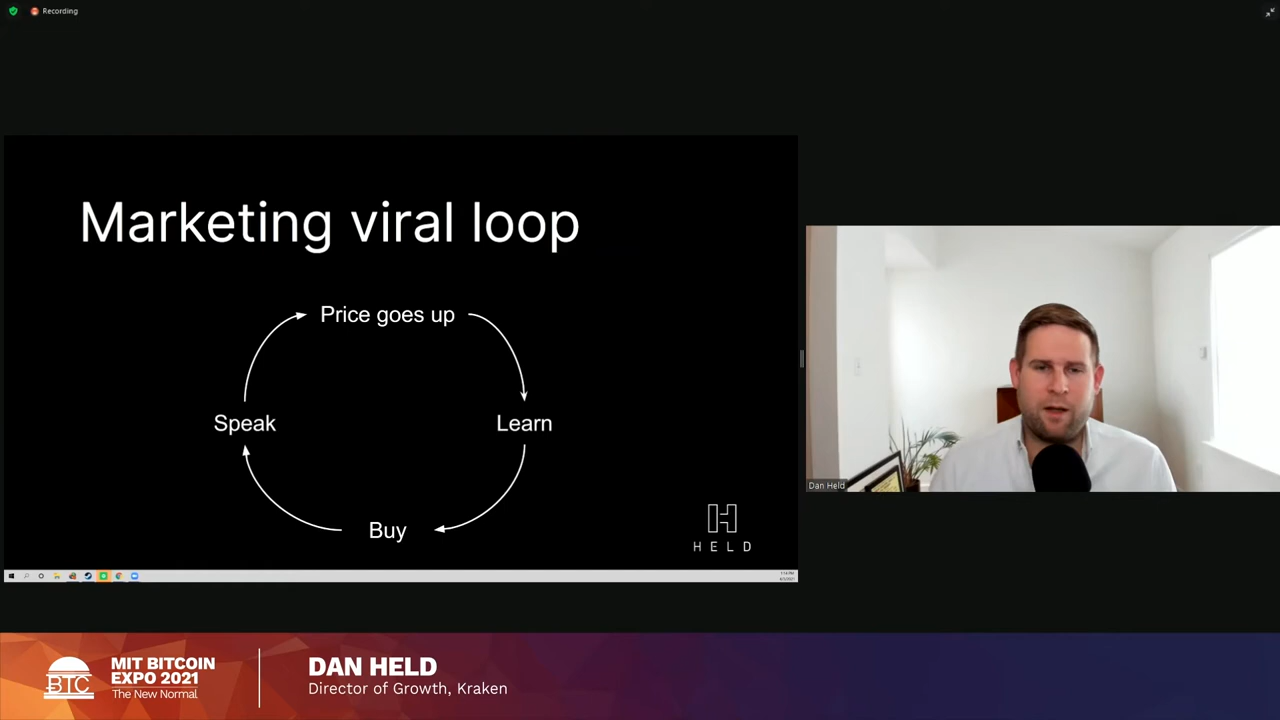 Recording
Marketing viral loop
Price goes up
Speak
Learn
Buy
HELD
Dan Held
BTC
MIT BITCOIN
EXPO 2021
The New Normal
DAN HELD
Director of Growth, Kraken